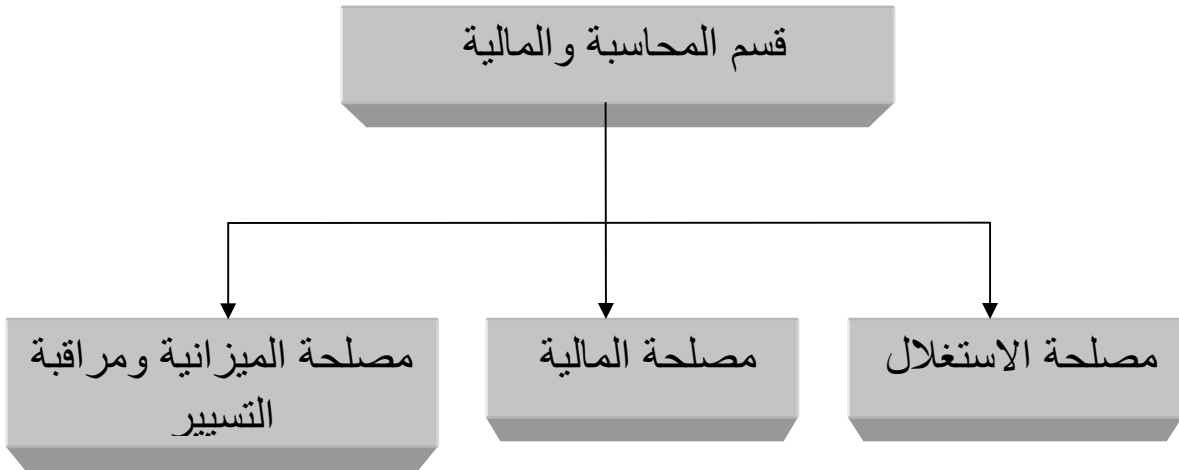 قسم المحاسبة والمالية
مصلحة الاستغلال
مصلحة المالية
مصلحة الميزانية ومراقبة
التسيير